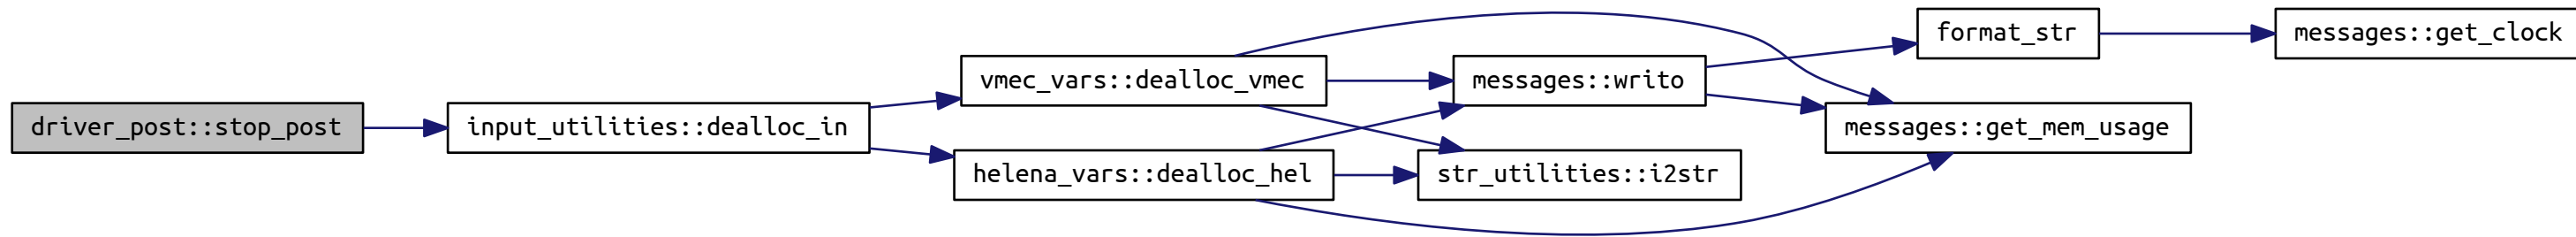 driver_post::stop_post
input_utilities::dealloc_in
vmec_vars::dealloc_vmec
helena_vars::dealloc_hel
messages::writo
str_utilities::i2str
format_str
messages::get_mem_usage
messages::get_clock